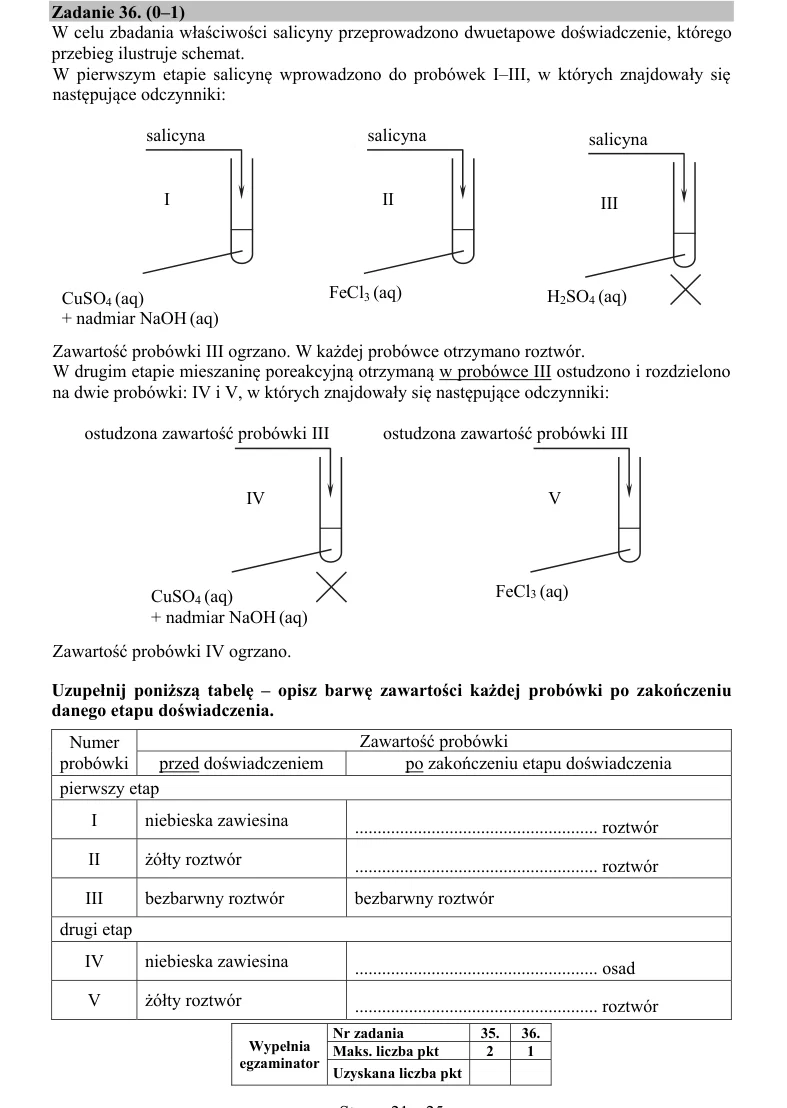 Zadanie 36. (0–1)
W celu zbadania właściwości salicyny przeprowadzono dwuetapowe doświadczenie, którego
przebieg ilustruje schemat.
W pierwszym etapie salicynę wprowadzono do probówek I–III, w których znajdowały się
następujące odczynniki:
salicyna
salicyna
salicyna
I
II
III
CuSO₄ (aq)
+ nadmiar NaOH (aq)
FeCl₃ (aq)
H₂SO₄ (aq)
Zawartość probówki III ogrzano. W każdej probówce otrzymano roztwór.
W drugim etapie mieszaninę poreakcyjną otrzymaną w probówce III ostudzono i rozdzielono
na dwie probówki: IV i V, w których znajdowały się następujące odczynniki:
ostudzona zawartość probówki III
ostudzona zawartość probówki III
IV
V
CuSO₄ (aq)
+ nadmiar NaOH (aq)
FeCl₃ (aq)
Zawartość probówki IV ogrzano.
Uzupełnij poniższą tabelę – opisz barwę zawartości każdej probówki po zakończeniu
danego etapu doświadczenia.
Numer probówki
Zawartość probówki
przed doświadczeniem
po zakończeniu etapu doświadczenia
pierwszy etap
I niebieska zawiesina ...................................................... roztwór
II żółty roztwór ...................................................... roztwór
III bezbarwny roztwór bezbarwny roztwór
drugi etap
IV niebieska zawiesina ...................................................... osad
V żółty roztwór ...................................................... roztwór
Wypełnia egzaminator
Nr zadania 35. 36.
Maks. liczba pkt 2 1
Uzyskana liczba pkt